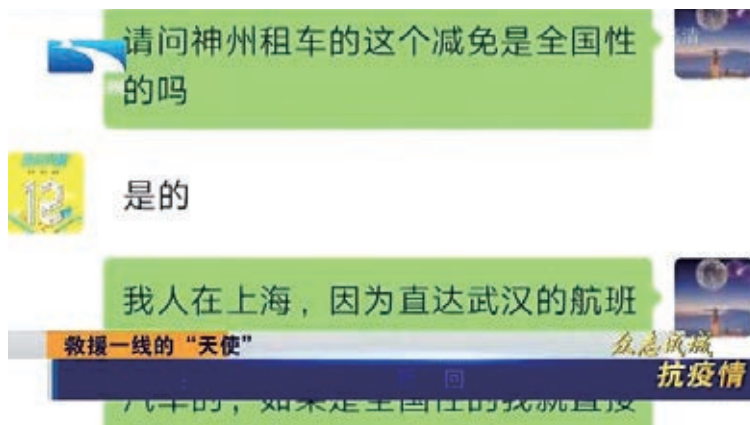 请问神州租车的这个减免是全国性
的吗
是的
我人在上海，因为直达武汉的航班
救援一线的“天使”
众志成城
抗疫情
汽车的，如果是全国性的我就直接